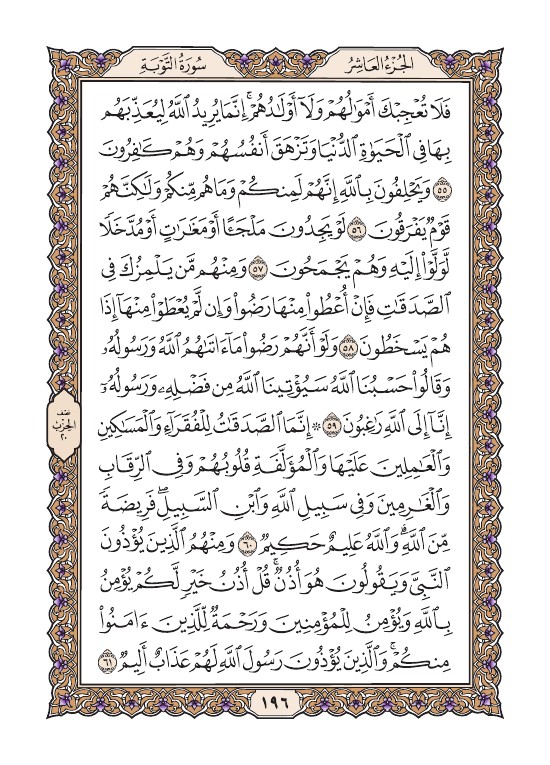 سُورَةُ التَّوْبَةِ
الجُزْءُ العَاشِرُ
فَلَا تُعْجِبْكَ أَمْوَٰلُهُمْ وَلَآ أَوْلَٰدُهُمْ ۚ إِنَّمَا يُرِيدُ ٱللَّهُ لِيُعَذِّبَهُم
بِهَا فِى ٱلْحَيَوٰةِ ٱلدُّنْيَا وَتَزْهَقَ أَنفُسُهُمْ وَهُمْ كَٰفِرُونَ
٥٥ وَيَحْلِفُونَ بِٱللَّهِ إِنَّهُمْ لَمِنكُمْ وَمَا هُم مِّنكُمْ وَلَٰكِنَّهُمْ
قَوْمٌ يَفْرَقُونَ ٥٦ لَوْ يَجِدُونَ مَلْجَـًٔا أَوْ مَغَٰرَٰتٍ أَوْ مُدَّخَلًا
لَّوَلَّوْا۟ إِلَيْهِ وَهُمْ يَجْمَحُونَ ٥٧ وَمِنْهُم مَّن يَلْمِزُكَ فِى
ٱلصَّدَقَٰتِ فَإِنْ أُعْطُوا۟ مِنْهَا رَضُوا۟ وَإِن لَّمْ يُعْطَوْا۟ مِنْهَآ إِذَا
هُمْ يَسْخَطُونَ ٥٨ وَلَوْ أَنَّهُمْ رَضُوا۟ مَآ ءَاتَىٰهُمُ ٱللَّهُ وَرَسُولُهُۥ
وَقَالُوا۟ حَسْبُنَا ٱللَّهُ سَيُؤْتِينَا ٱللَّهُ مِن فَضْلِهِۦ وَرَسُولُهُۥٓ
إِنَّآ إِلَى ٱللَّهِ رَٰغِبُونَ ٥٩ ۞ إِنَّمَا ٱلصَّدَقَٰتُ لِلْفُقَرَآءِ وَٱلْمَسَٰكِينِ
وَٱلْعَٰمِلِينَ عَلَيْهَا وَٱلْمُؤَلَّفَةِ قُلُوبُهُمْ وَفِى ٱلرِّقَابِ
وَٱلْغَٰرِمِينَ وَفِى سَبِيلِ ٱللَّهِ وَٱبْنِ ٱلسَّبِيلِ ۖ فَرِيضَةً
مِّنَ ٱللَّهِ ۗ وَٱللَّهُ عَلِيمٌ حَكِيمٌ ٦٠ وَمِنْهُمُ ٱلَّذِينَ يُؤْذُونَ
ٱلنَّبِىَّ وَيَقُولُونَ هُوَ أُذُنٌ ۚ قُلْ أُذُنُ خَيْرٍ لَّكُمْ يُؤْمِنُ
بِٱللَّهِ وَيُؤْمِنُ لِلْمُؤْمِنِينَ وَرَحْمَةٌ لِّلَّذِينَ ءَامَنُوا۟
مِنكُمْ ۚ وَٱلَّذِينَ يُؤْذُونَ رَسُولَ ٱللَّهِ لَهُمْ عَذَابٌ أَلِيمٌ ٦١
نصف
الحزب
٢٠
١٩٦